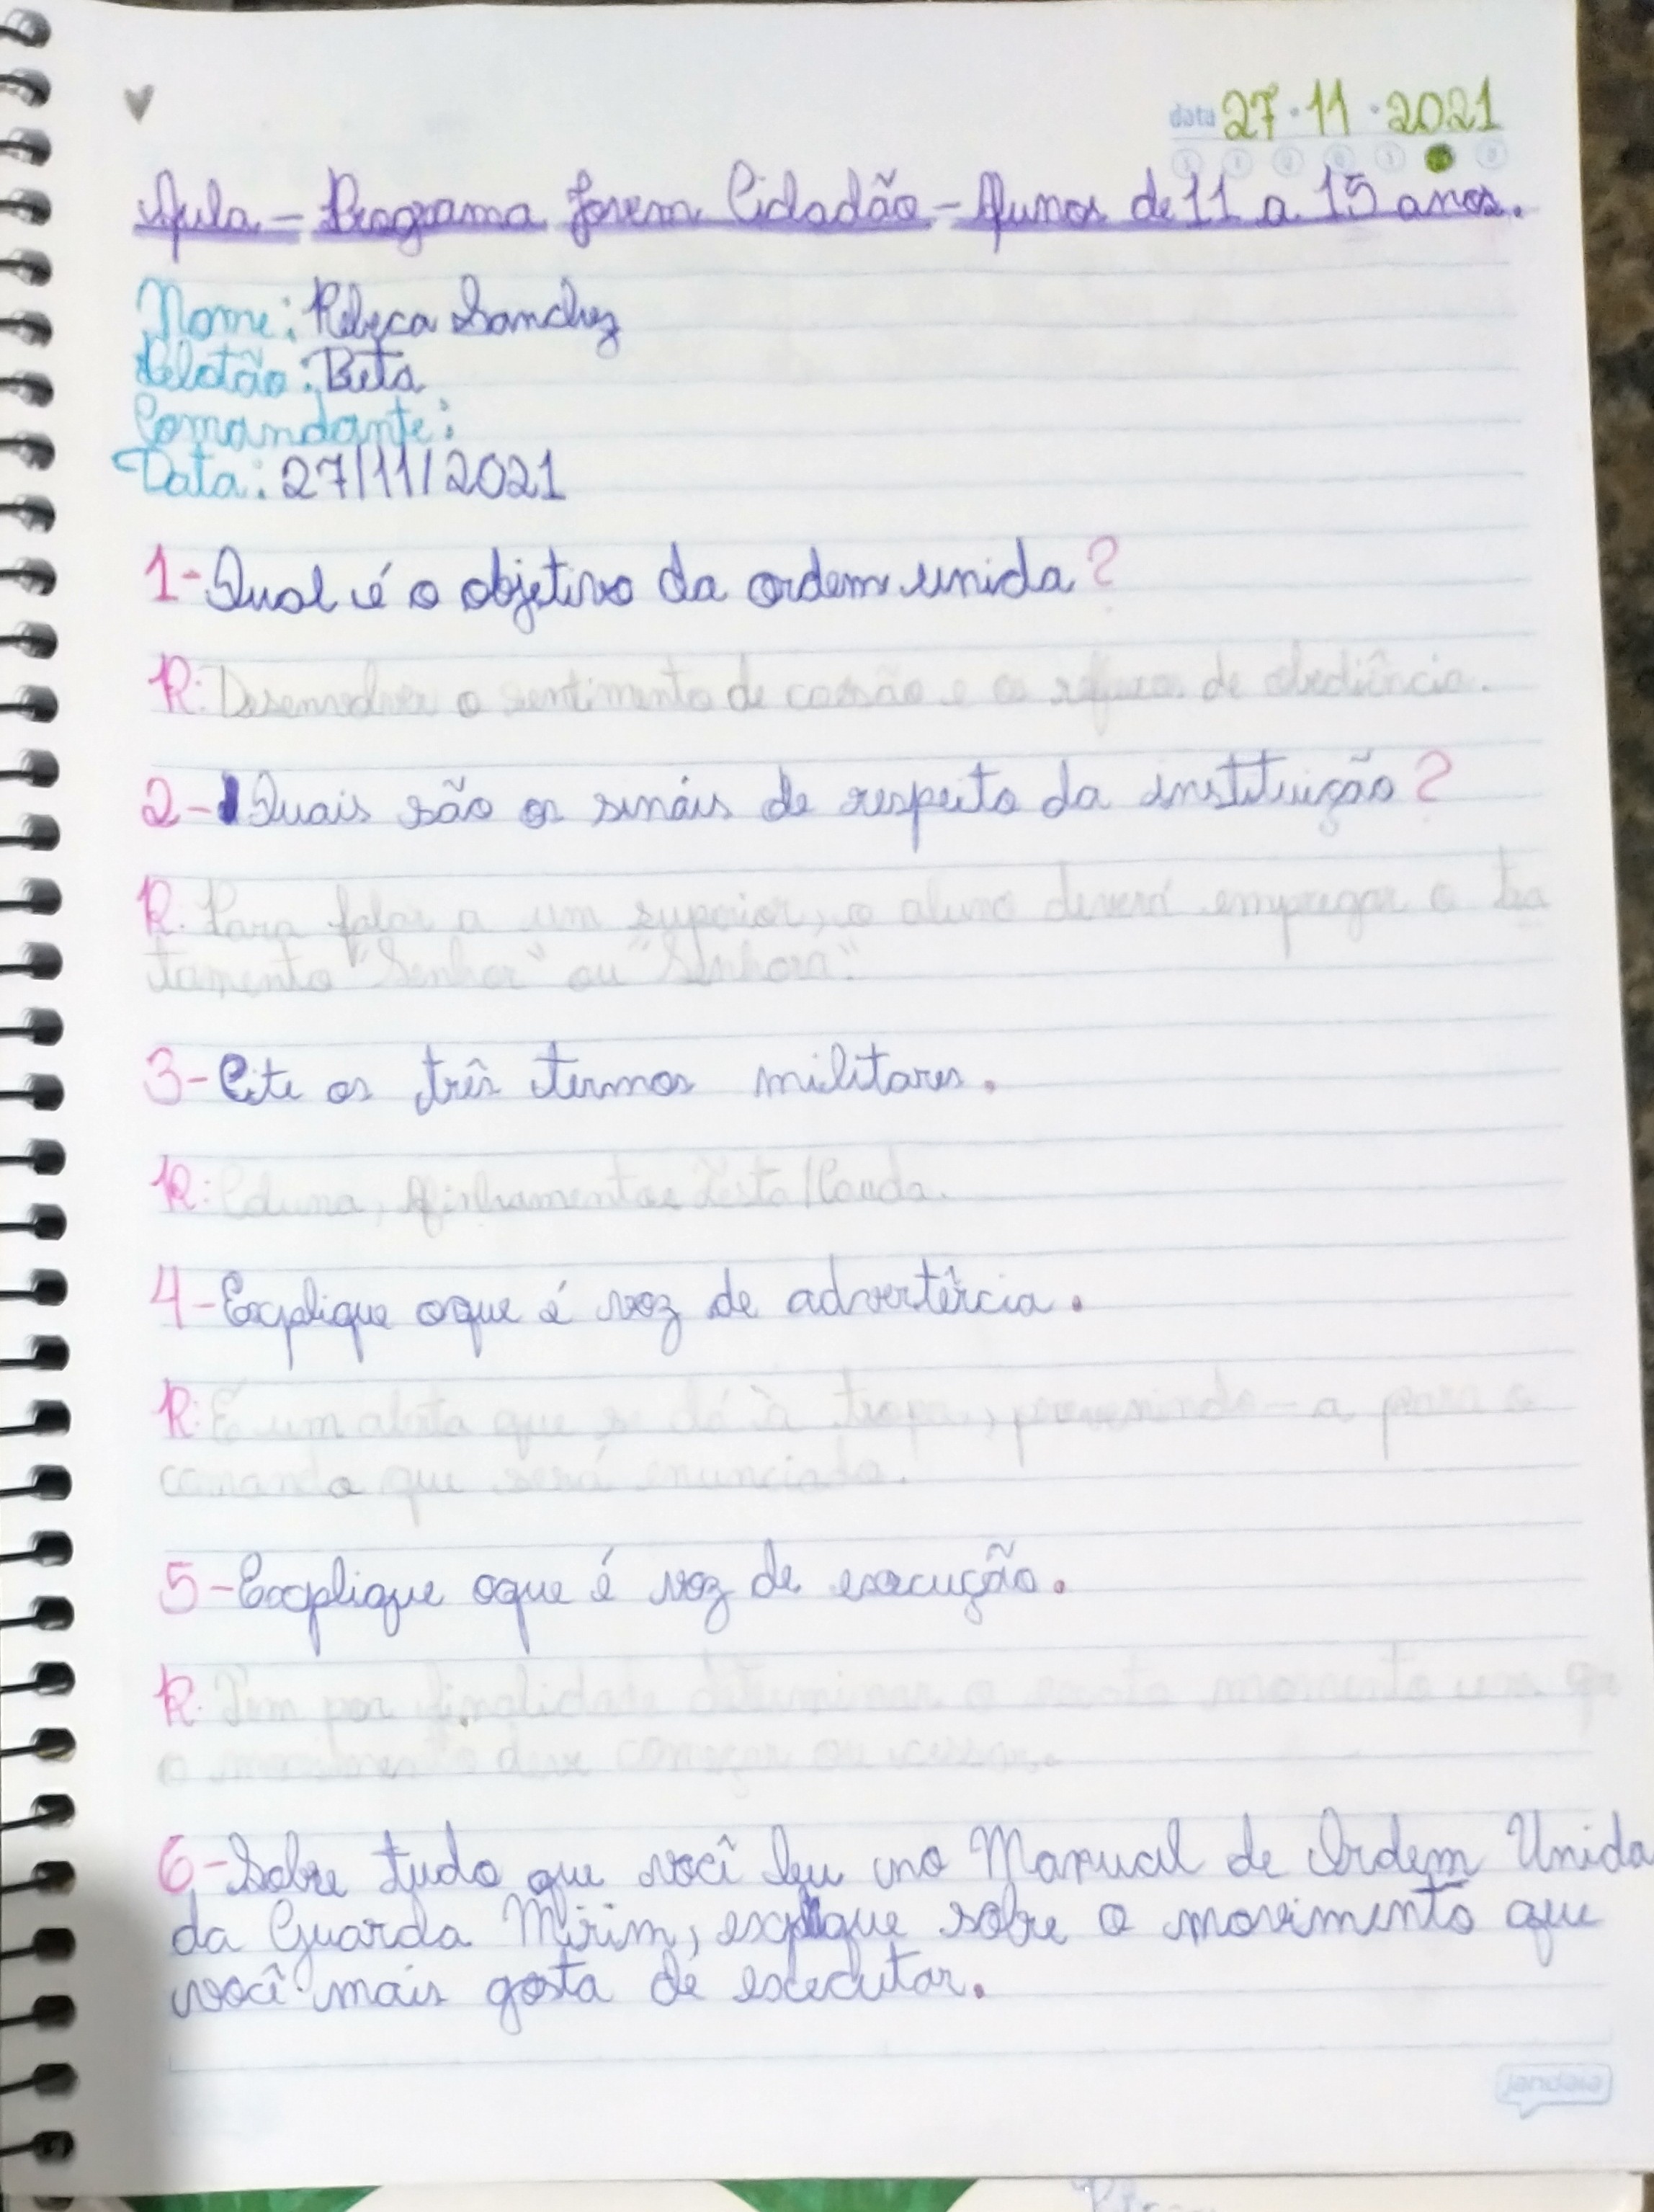 data 27.11.2021
Aula - Programa Jovem Cidadão - Alunos de 11 a 15 anos.
Nome: Rebeca Sanchez
Pelotão: Beta
Comandante:
Data: 27/11/2021
1- Qual é o objetivo da ordem unida?
R: Desenvolver o sentimento de coesão e os reflexos de obediência.
2- Quais são os sinais de respeito da instituição?
R: Para falar a um superior, o aluno deverá empregar o tra
tamento "Senhor" ou "Senhora".
3- Cite os três termos militares.
R: Coluna, Alinhamento e Testa/Cauda.
4- Explique oque é voz de advertência.
R: É um alerta que se dá à tropa, prevenindo-a para o
comando que será enunciado.
5- Explique oque é voz de execução.
R: Tem por finalidade determinar o exato momento em q
o movimento deve começar ou cessar.
6- Sobre tudo que você leu no Manual de Ordem Unida
da Guarda Mirim, explique sobre o movimento que
você mais gosta de executar.
jandaia